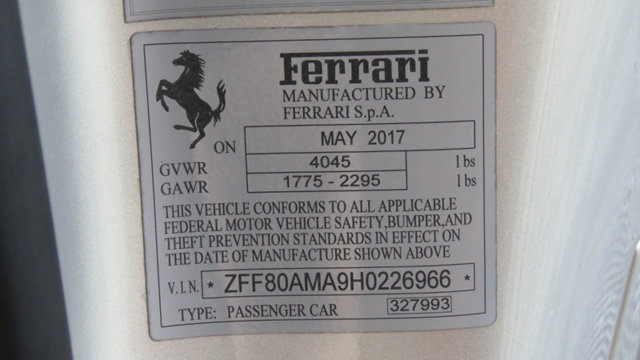 Ferrari
MANUFACTURED BY
FERRARI S.p.A.
ON MAY 2017
GVWR 4045 lbs
GAWR 1775 - 2295 lbs
THIS VEHICLE CONFORMS TO ALL APPLICABLE
FEDERAL MOTOR VEHICLE SAFETY,BUMPER,AND
THEFT PREVENTION STANDARDS IN EFFECT ON
THE DATE OF MANUFACTURE SHOWN ABOVE
V.I.N. * ZFF80AMA9H0226966 *
TYPE: PASSENGER CAR 327993